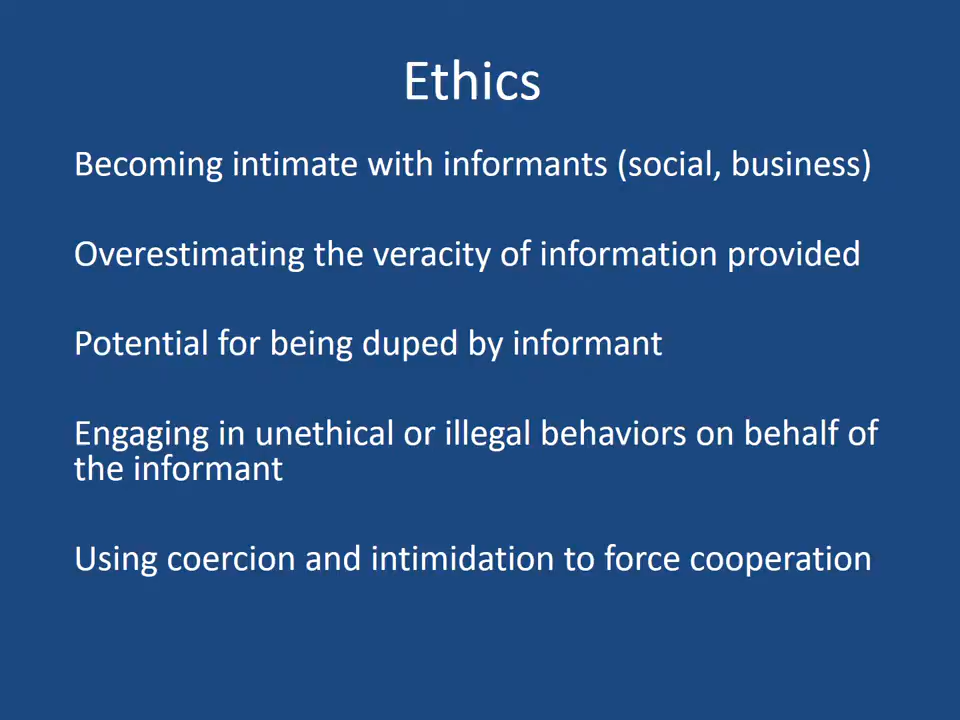 Ethics
Becoming intimate with informants (social, business)
Overestimating the veracity of information provided
Potential for being duped by informant
Engaging in unethical or illegal behaviors on behalf of
the informant
Using coercion and intimidation to force cooperation